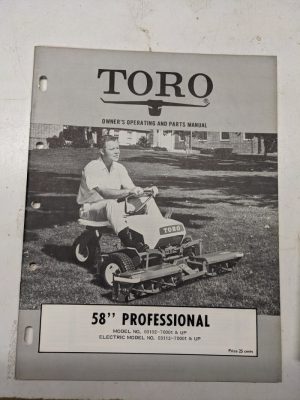 TORO
®
OWNER'S OPERATING AND PARTS MANUAL
TORO
58" PROFESSIONAL
MODEL NO. 03102-70001 & UP
ELECTRIC MODEL NO. 03112-70001 & UP
Price 25 cents